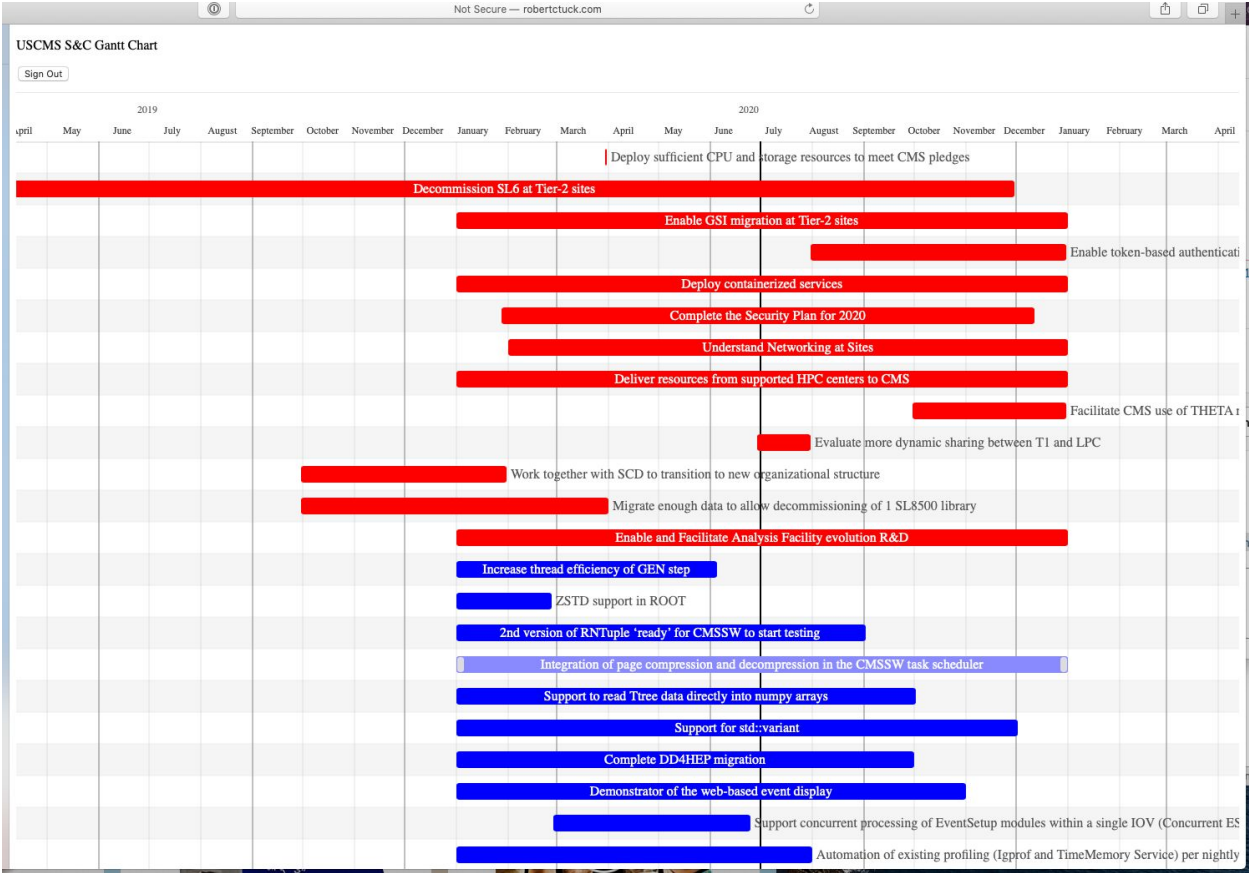 Not Secure — robertctuck.com
USCMS S&C Gantt Chart
Sign Out
2019 2020
April May June July August September October November December January February March April May June July August September October November December January February March April
Deploy sufficient CPU and storage resources to meet CMS pledges
Decommission SL6 at Tier-2 sites
Enable GSI migration at Tier-2 sites
Enable token-based authenticati
Deploy containerized services
Complete the Security Plan for 2020
Understand Networking at Sites
Deliver resources from supported HPC centers to CMS
Facilitate CMS use of THETA
Evaluate more dynamic sharing between T1 and LPC
Work together with SCD to transition to new organizational structure
Migrate enough data to allow decommissioning of 1 SL8500 library
Enable and Facilitate Analysis Facility evolution R&D
Increase thread efficiency of GEN step
ZSTD support in ROOT
2nd version of RNTuple ‘ready’ for CMSSW to start testing
Integration of page compression and decompression in the CMSSW task scheduler
Support to read Ttree data directly into numpy arrays
Support for std::variant
Complete DD4HEP migration
Demonstrator of the web-based event display
Support concurrent processing of EventSetup modules within a single IOV (Concurrent ES
Automation of existing profiling (Igprof and TimeMemory Service) per nightly